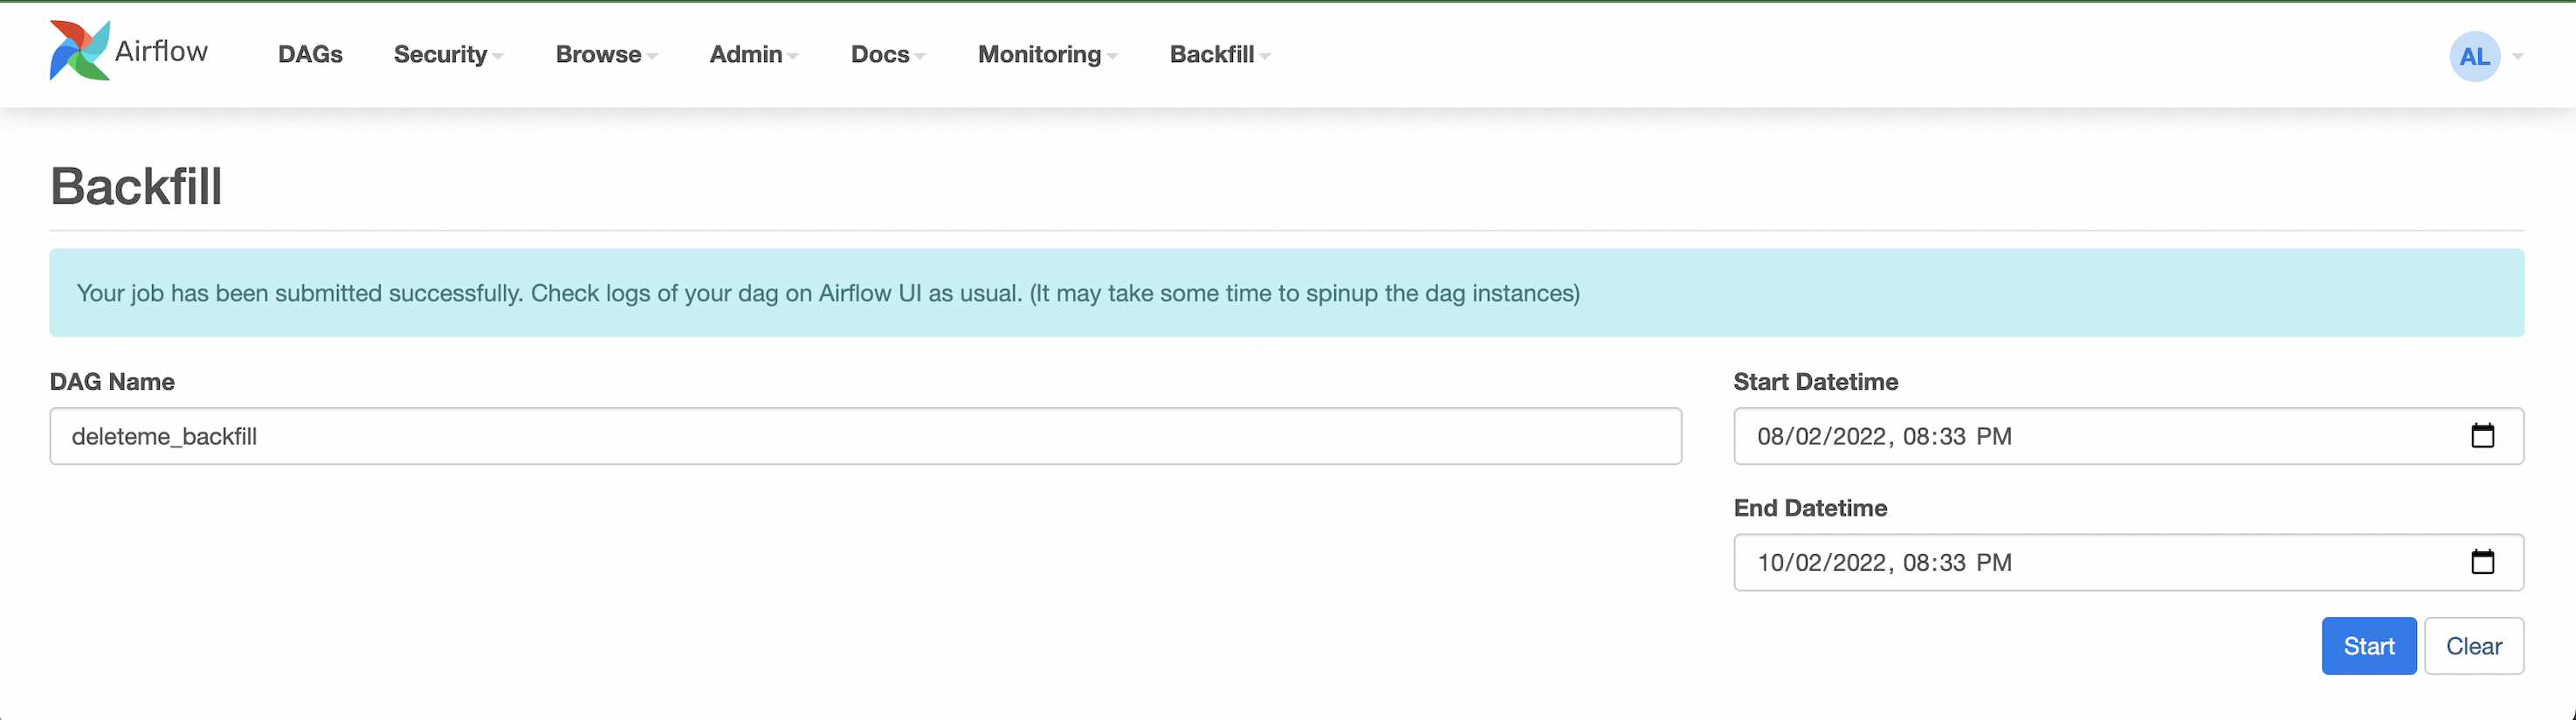 Airflow DAGs Security Browse Admin Docs Monitoring Backfill AL
Backfill
Your job has been submitted successfully. Check logs of your dag on Airflow UI as usual. (It may take some time to spinup the dag instances)
DAG Name
deleteme_backfill
Start Datetime
08/02/2022, 08:33 PM
End Datetime
10/02/2022, 08:33 PM
Start Clear